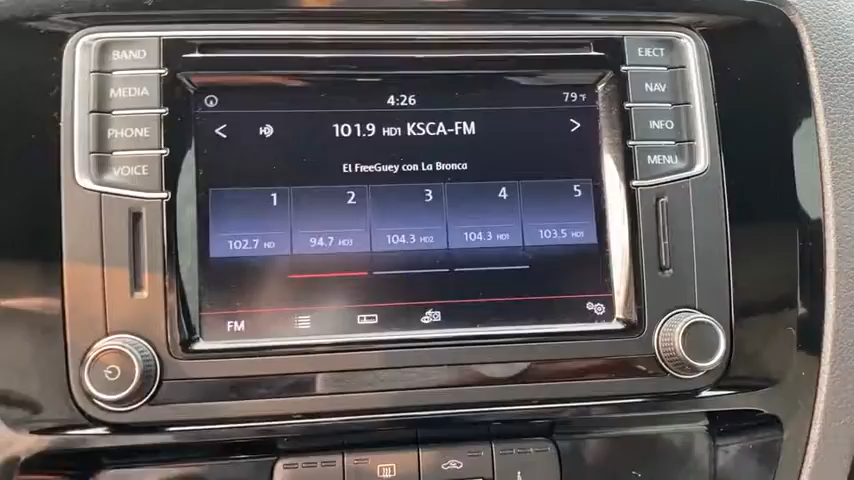 BAND
MEDIA
PHONE
VOICE
EJECT
NAV
INFO
MENU
4:26
79°F
< HD 101.9 HD1 KSCA-FM >
El FreeGuey con La Bronca
1 2 3 4 5
102.7 HD 94.7 HD3 104.3 HD2 104.3 HD1 103.5 HD1
FM